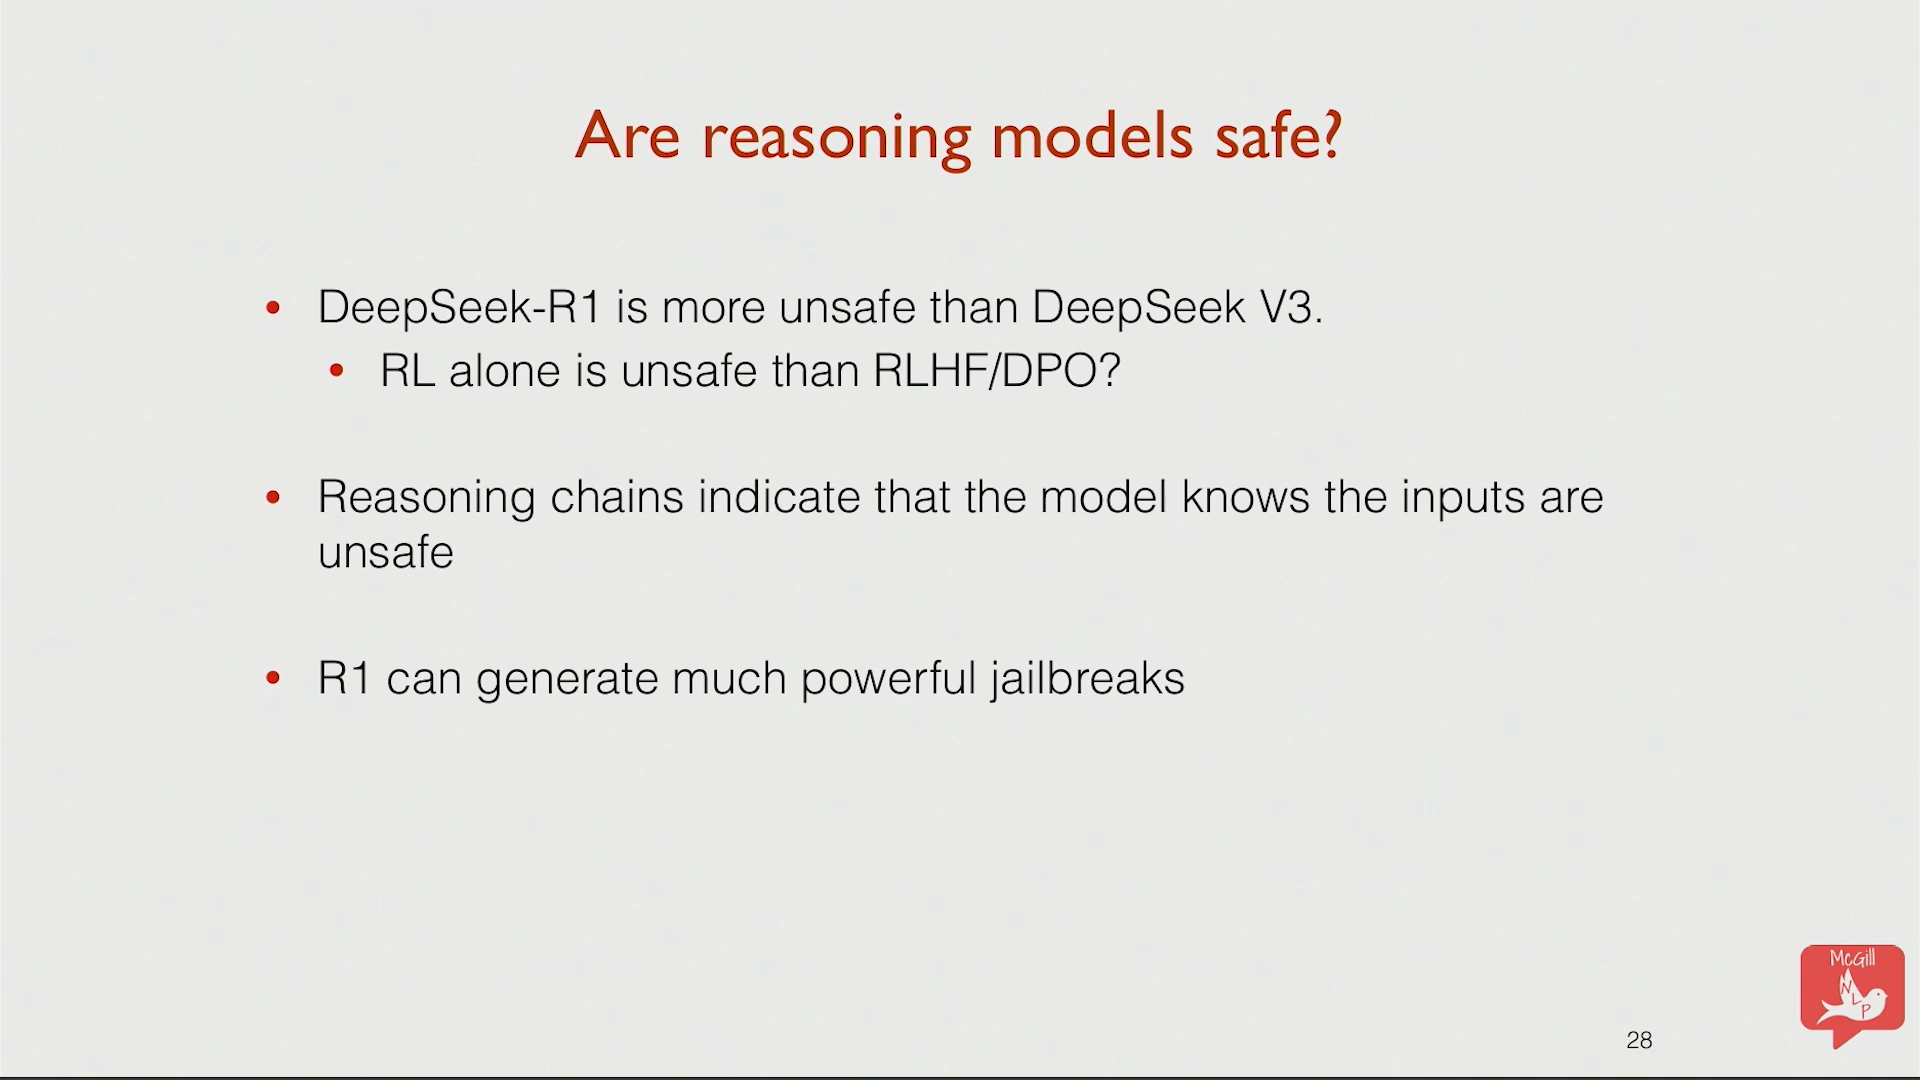 Are reasoning models safe?
• DeepSeek-R1 is more unsafe than DeepSeek V3.
• RL alone is unsafe than RLHF/DPO?
• Reasoning chains indicate that the model knows the inputs are
unsafe
• R1 can generate much powerful jailbreaks
McGill
NLP
28